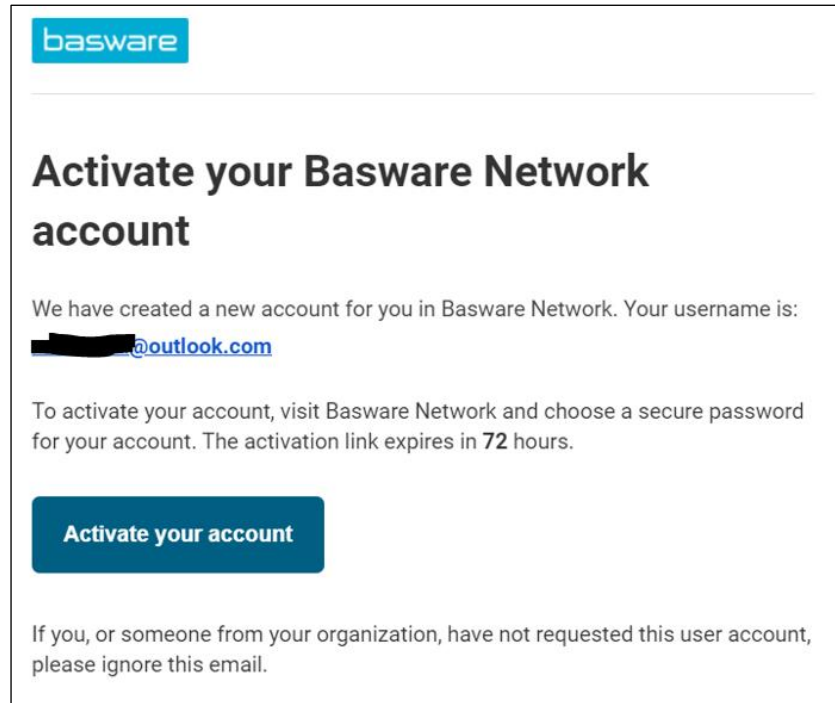 basware
Activate your Basware Network
account
We have created a new account for you in Basware Network. Your username is:
@outlook.com
To activate your account, visit Basware Network and choose a secure password
for your account. The activation link expires in 72 hours.
Activate your account
If you, or someone from your organization, have not requested this user account,
please ignore this email.